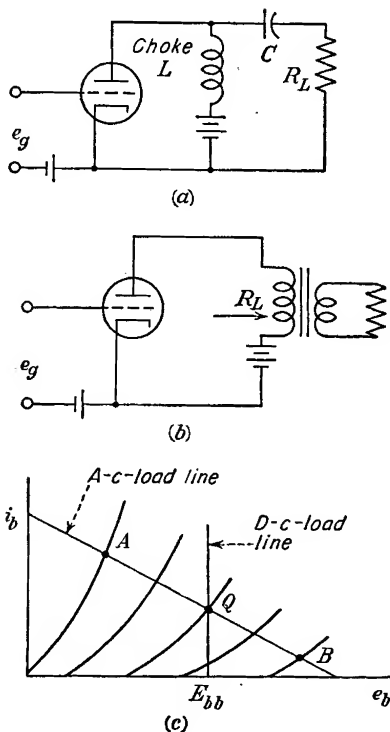 Choke
L
C
R_L
e_g
(a)
R_L
e_g
(b)
A-c-load line
D-c-load
line
i_b
A
Q
B
E_bb
e_b
(c)